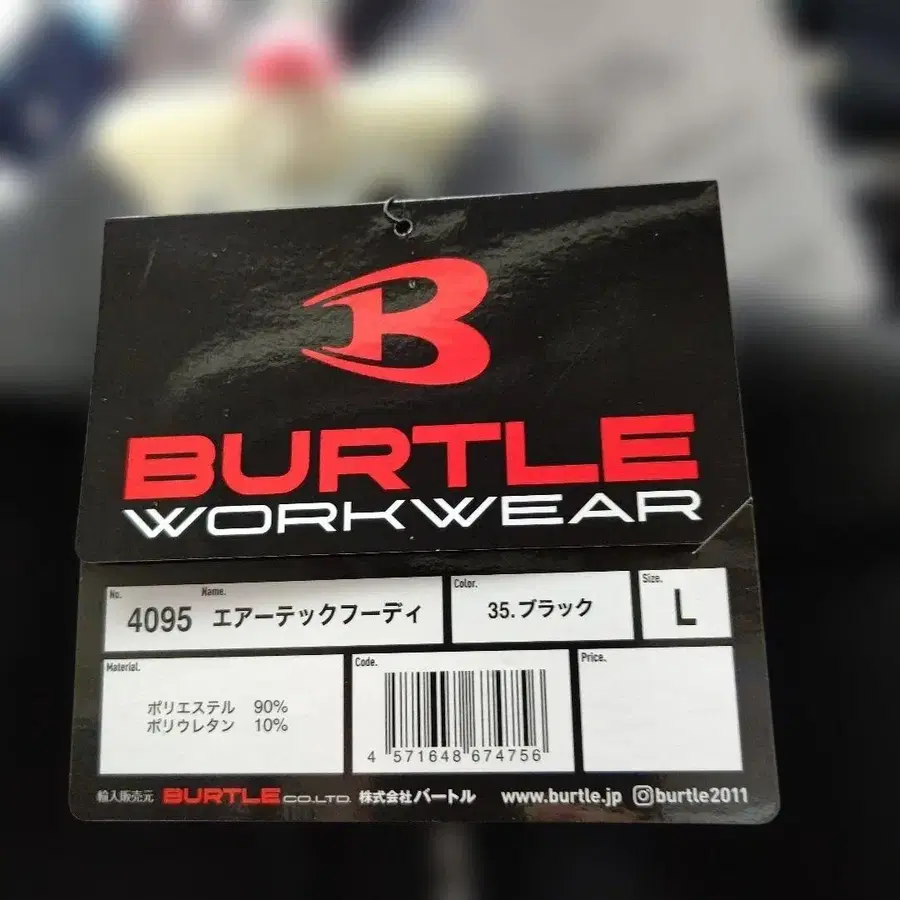 BURTLE
WORKWEAR
No. Name.
4095 エアーテックフーディ
Color.
35.ブラック
Size.
L
Material.
ポリエステル 90%
ポリウレタン 10%
Code.
4 571648 674756
Price.
輸入販売元 BURTLE CO.LTD. 株式会社バートル www.burtle.jp burtle2011